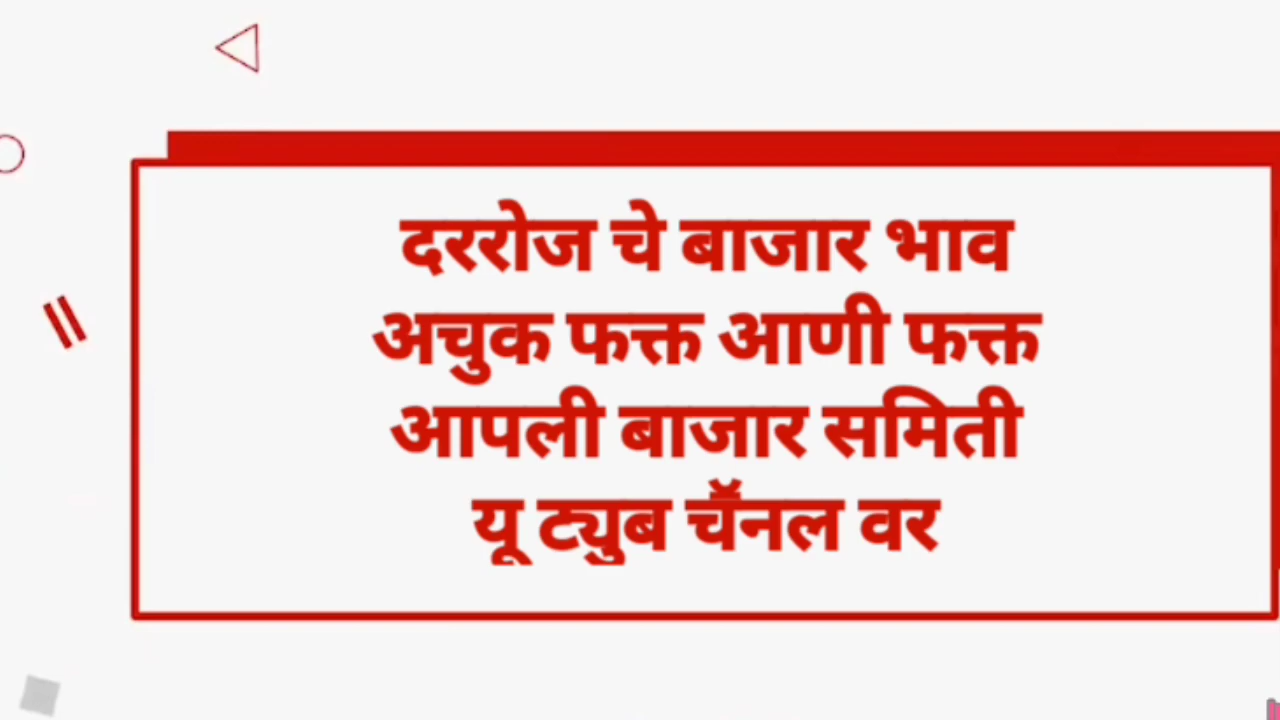 दररोज चे बाजार भाव
अचुक फक्त आणी फक्त
आपली बाजार समिती
यू ट्युब चॅनल वर